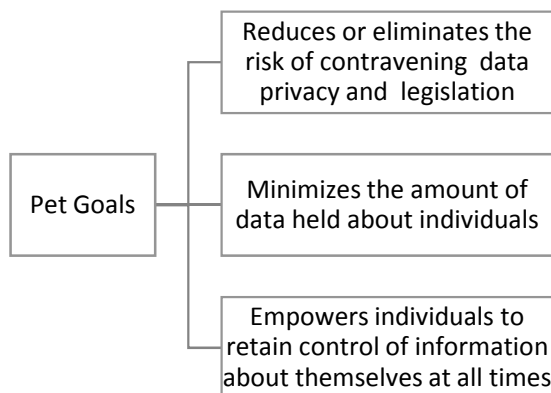 Reduces or eliminates the
risk of contravening data
privacy and legislation
Pet Goals
Minimizes the amount of
data held about individuals
Empowers individuals to
retain control of information
about themselves at all times